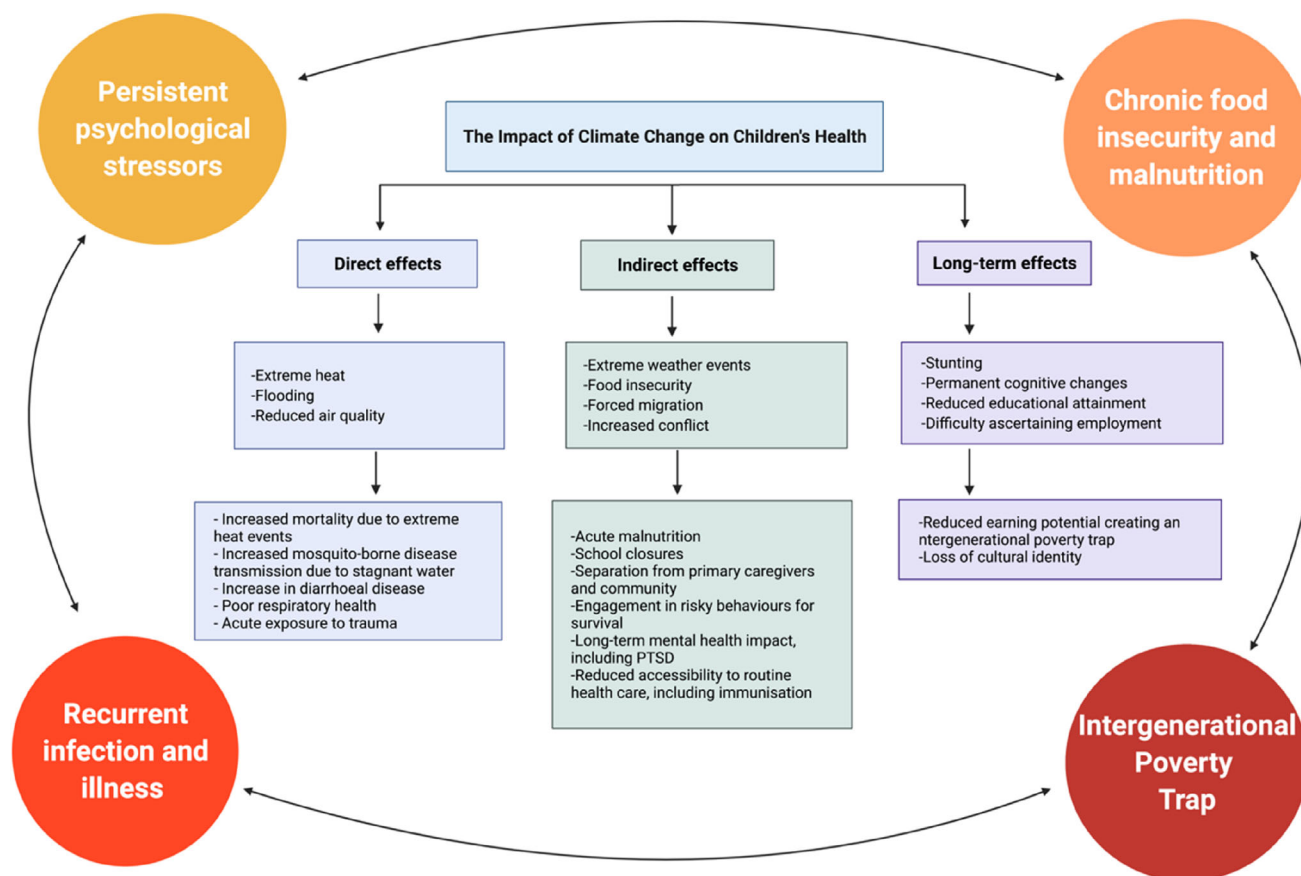 Persistent
psychological
stressors
Chronic food
insecurity and
malnutrition
The Impact of Climate Change on Children's Health
Direct effects
Indirect effects
Long-term effects
-Extreme heat
-Flooding
-Reduced air quality
-Extreme weather events
-Food insecurity
-Forced migration
-Increased conflict
-Stunting
-Permanent cognitive changes
-Reduced educational attainment
-Difficulty ascertaining employment
- Increased mortality due to extreme
heat events
- Increased mosquito-borne disease
transmission due to stagnant water
- Increase in diarrhoeal disease
- Poor respiratory health
- Acute exposure to trauma
-Acute malnutrition
-School closures
-Separation from primary caregivers
and community
-Engagement in risky behaviours for
survival
-Long-term mental health impact,
including PTSD
-Reduced accessibility to routine
health care, including immunisation
-Reduced earning potential creating an
ntergenerational poverty trap
-Loss of cultural identity
Recurrent
infection and
illness
Intergenerational
Poverty
Trap